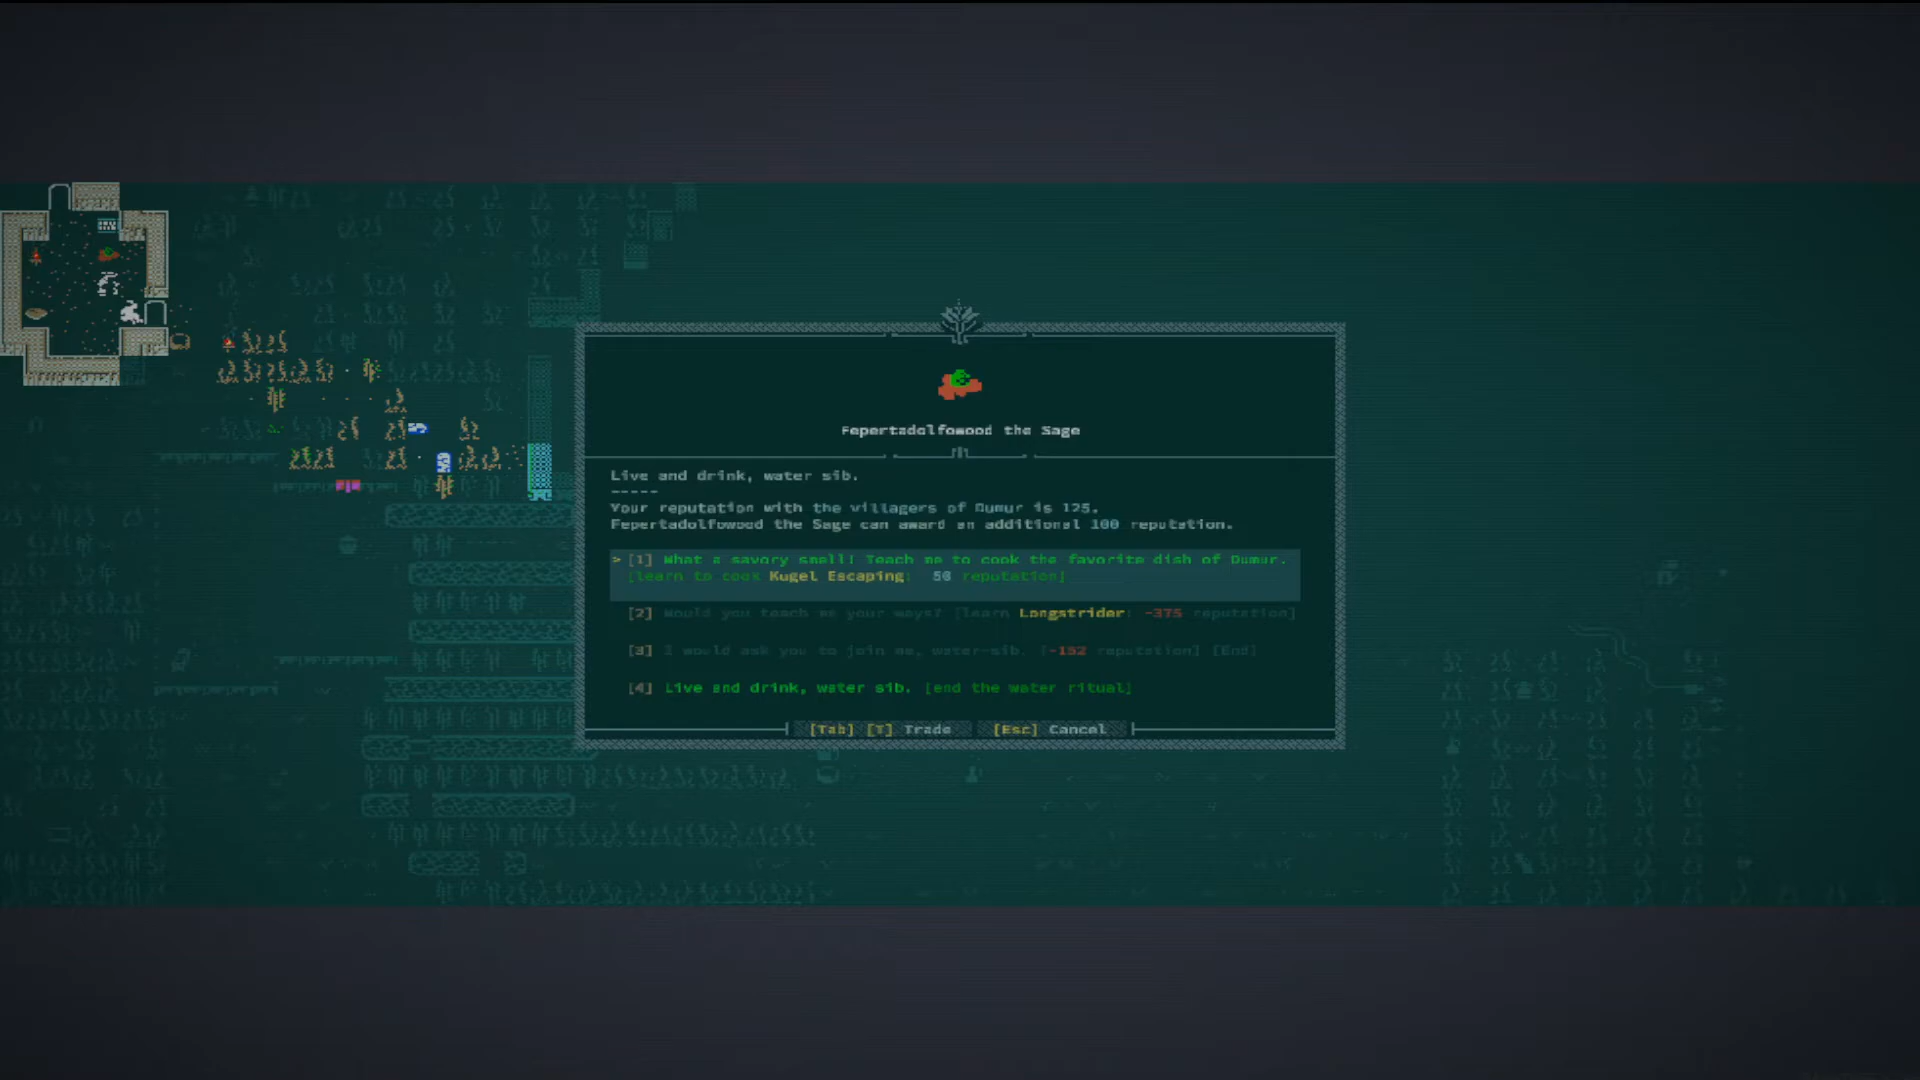 Fepertadolfowood the Sage
Live and drink, water sib.
-----
Your reputation with the villagers of Dumur is 125.
Fepertadolfowood the Sage can award an additional 100 reputation.
> [1] What a savory smell! Teach me to cook the favorite dish of Dumur.
[learn to cook Kugel Escaping: 50 reputation]
[2] Would you teach me your ways? [learn Longstrider: -375 reputation]
[3] I would ask you to join me, water-sib. [-152 reputation] [End]
[4] Live and drink, water sib. [end the water ritual]
[Tab] [T] Trade [Esc] Cancel